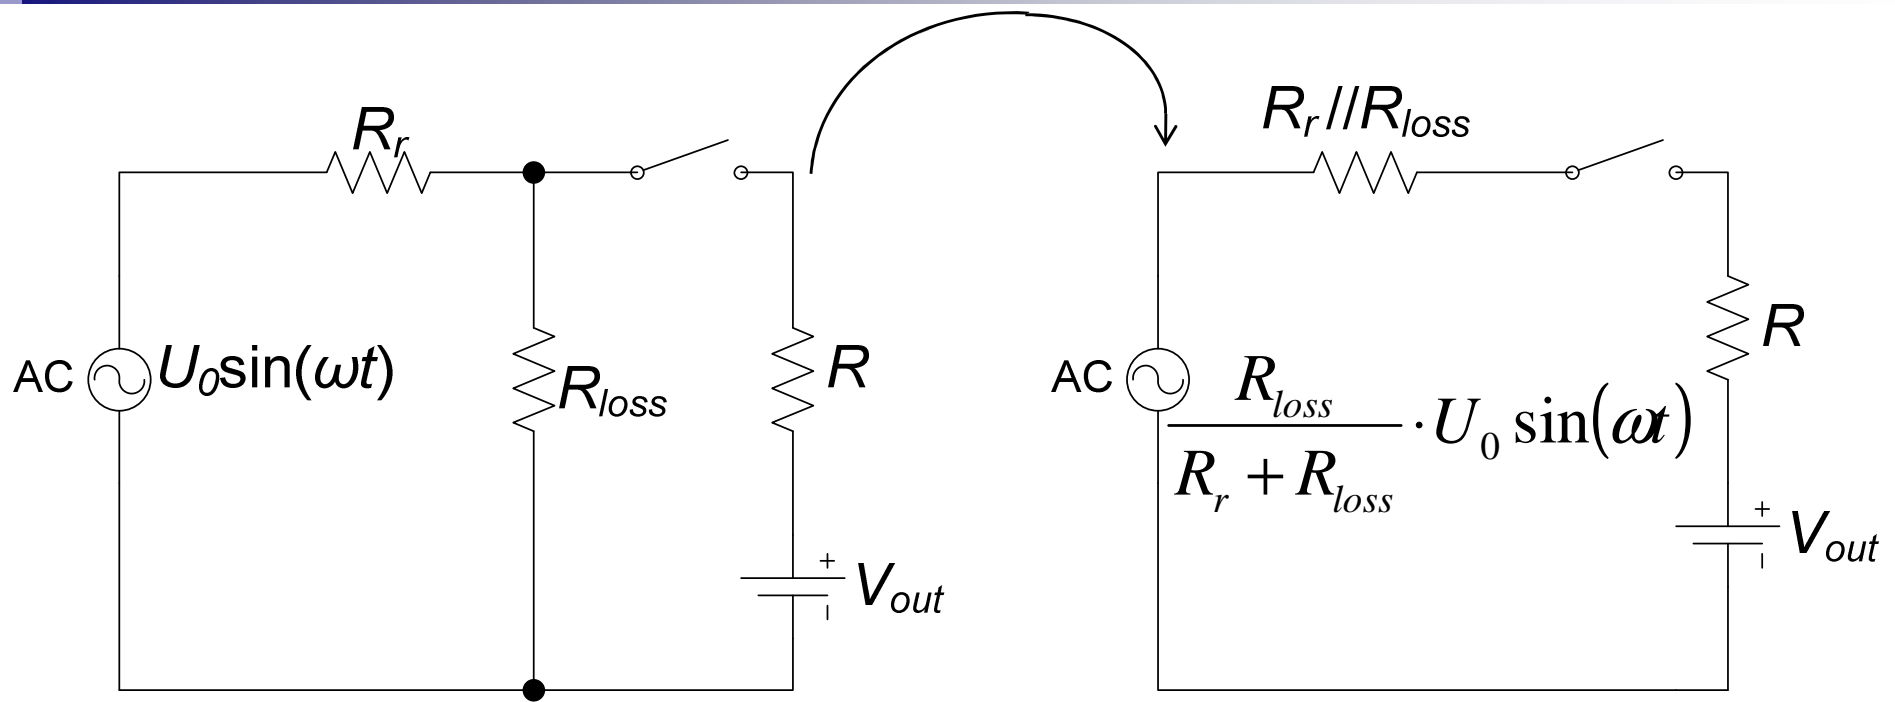 R_r
AC
U_0sin(ωt)
R_loss
R
+
−
V_out
R_r//R_loss
AC
R_loss
R_r + R_loss
· U_0 sin(ωt)
R
+
−
V_out